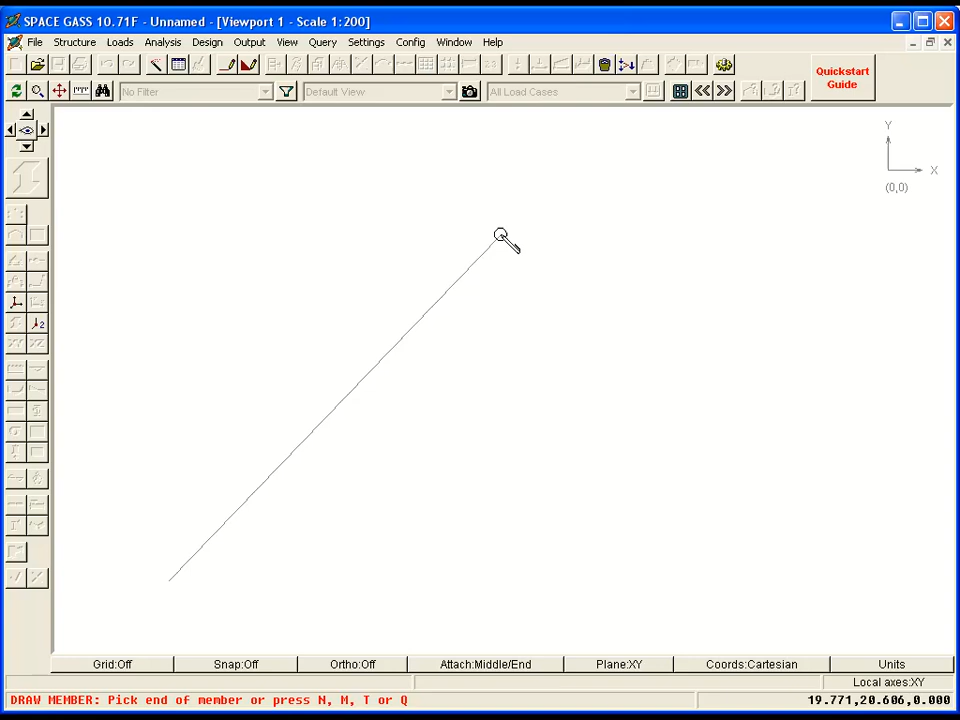 SPACE GASS 10.71F - Unnamed - [Viewport 1 - Scale 1:200]
File Structure Loads Analysis Design Output View Query Settings Config Window Help
No Filter Default View All Load Cases
Quickstart
Guide
Y
X
(0,0)
Grid:Off Snap:Off Ortho:Off Attach:Middle/End Plane:XY Coords:Cartesian Units
Local axes:XY
DRAW MEMBER: Pick end of member or press N, M, T or Q 19.771,20.606,0.000